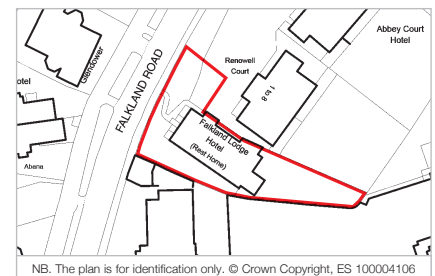 Abbey Court
Hotel
Renowell
Court
Glendower
1 to 8
otel
FALKLAND ROAD
Falkland Lodge
Hotel
(Rest Home)
Abana
NB. The plan is for identification only. © Crown Copyright, ES 100004106